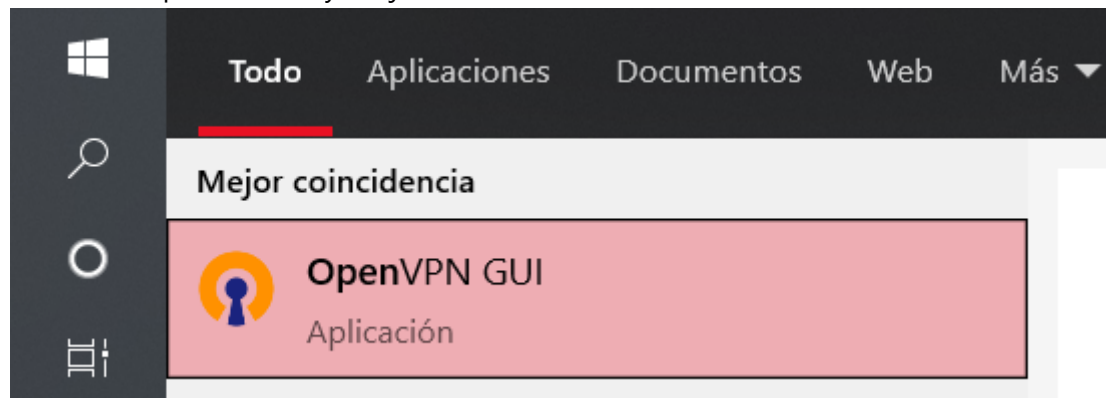 Todo Aplicaciones Documentos Web Más
Mejor coincidencia
OpenVPN GUI
Aplicación